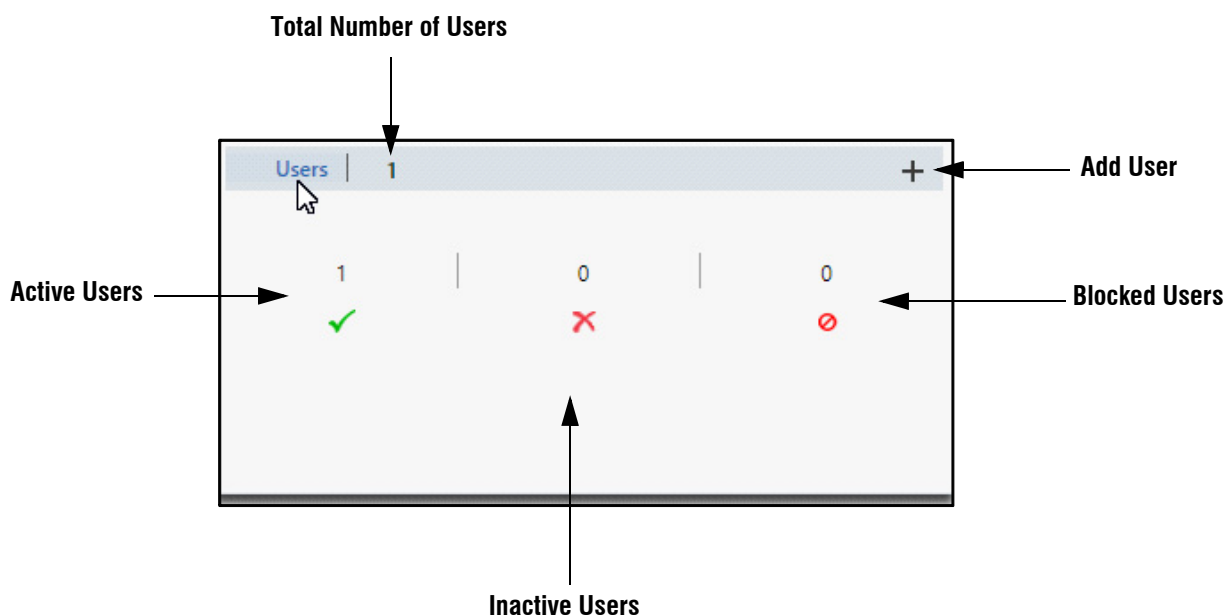 Total Number of Users
Users 1
Add User
1 0 0
Active Users
Blocked Users
Inactive Users